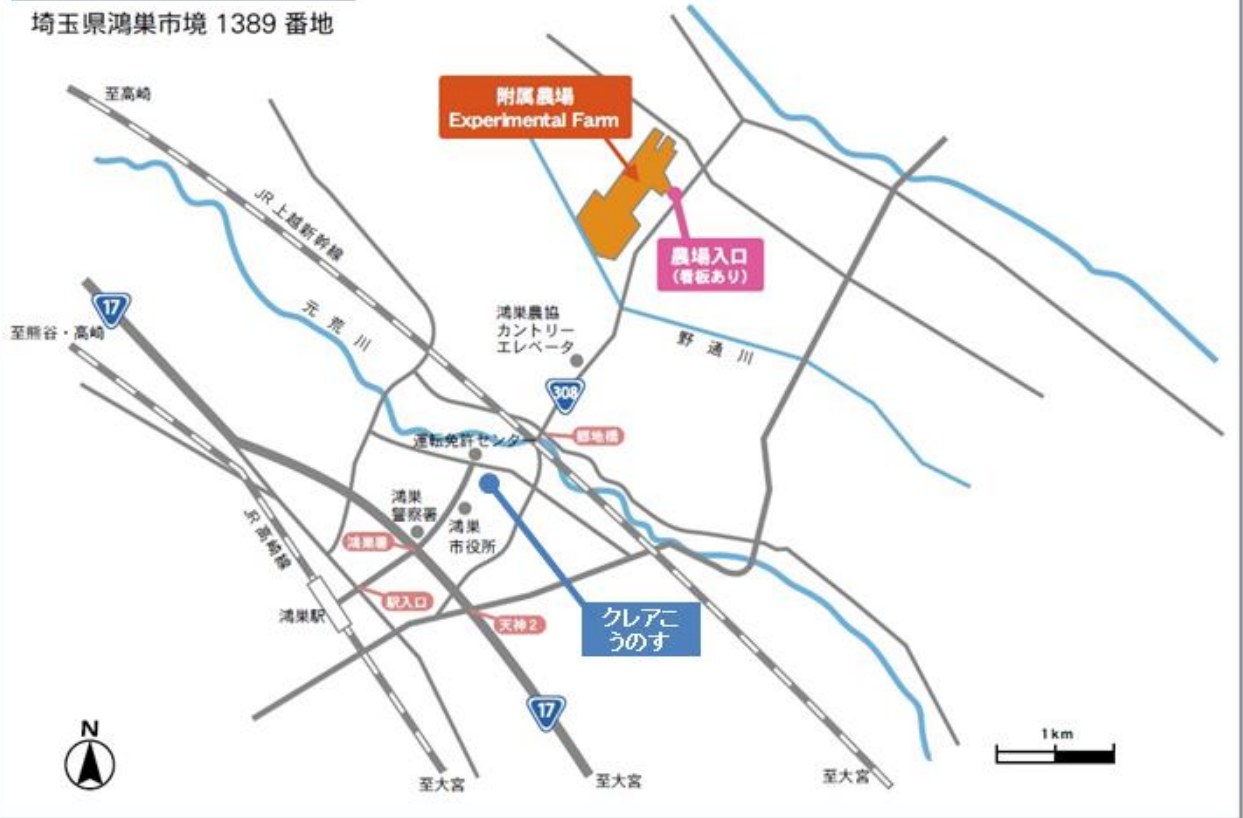 埼玉県鴻巣市境 1389 番地
至高崎
附属農場
Experimental Farm
JR 上越新幹線
農場入口
(看板あり)
17
至熊谷・高崎
元荒川
鴻巣農協
カントリー
エレベータ
野通川
308
郷地橋
運転免許センター
鴻巣
警察署
鴻巣
市役所
JR 高崎線
鴻巣署
駅入口
鴻巣駅
天神2
クレアこ
うのす
17
N
1km
至大宮
至大宮
至大宮